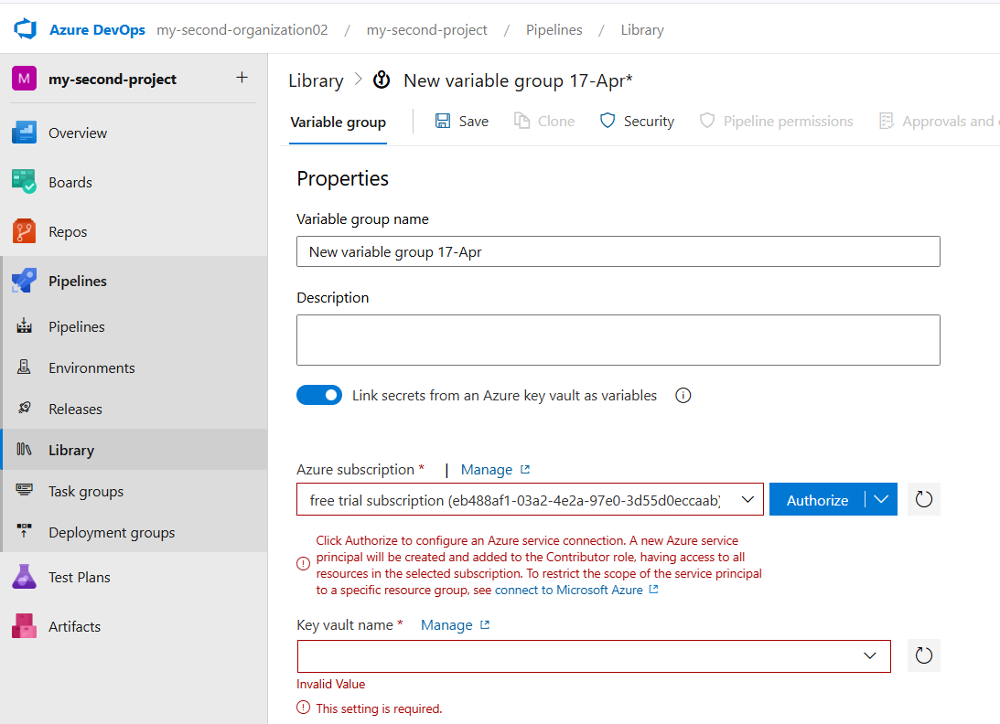 Azure DevOps my-second-organization02 / my-second-project / Pipelines / Library
M my-second-project +
Overview
Boards
Repos
Pipelines
Pipelines
Environments
Releases
Library
Task groups
Deployment groups
Test Plans
Artifacts
Library > New variable group 17-Apr*
Variable group Save Clone Security Pipeline permissions Approvals and
Properties
Variable group name
New variable group 17-Apr
Description
Link secrets from an Azure key vault as variables
Azure subscription * | Manage
free trial subscription (eb488af1-03a2-4e2a-97e0-3d55d0eccaab)
Authorize
Click Authorize to configure an Azure service connection. A new Azure service
principal will be created and added to the Contributor role, having access to all
resources in the selected subscription. To restrict the scope of the service principal
to a specific resource group, see connect to Microsoft Azure
Key vault name * Manage
Invalid Value
This setting is required.